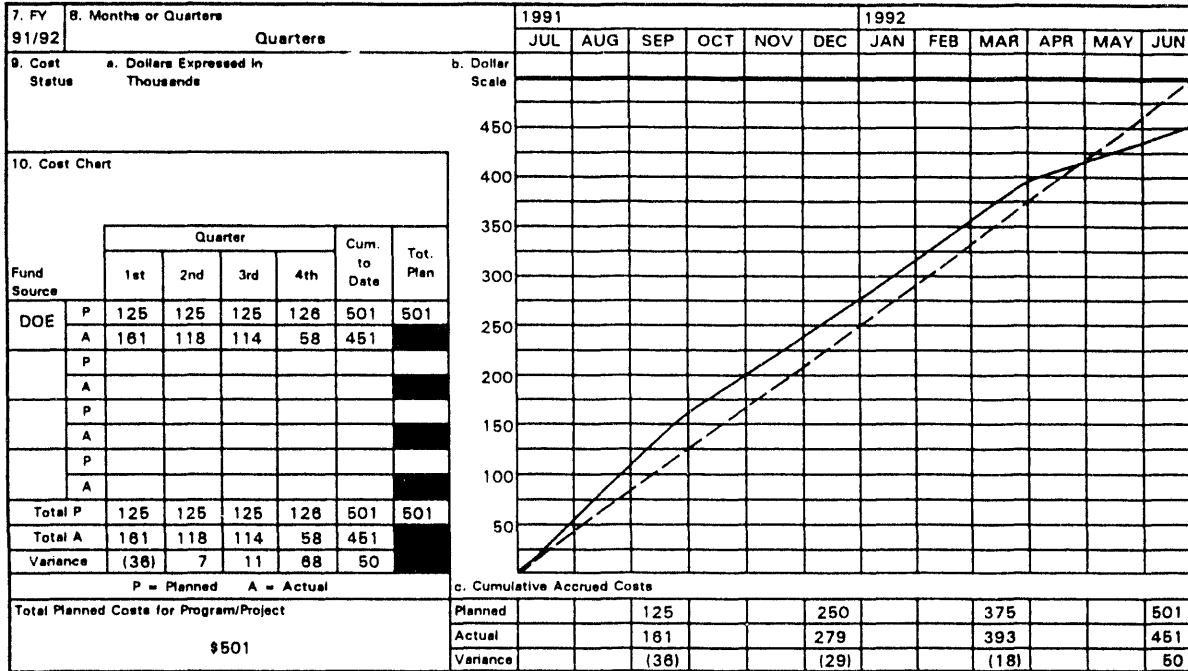 7. FY 8. Months or Quarters
91/92 Quarters
1991 1992
JUL AUG SEP OCT NOV DEC JAN FEB MAR APR MAY JUN
9. Cost Status a. Dollars Expressed in Thousands
b. Dollar Scale
450
400
350
300
250
200
150
100
50
10. Cost Chart
Fund Source Quarter Cum. to Date Tot. Plan
1st 2nd 3rd 4th
DOE P 125 125 125 126 501 501
A 161 118 114 58 451
P
A
P
A
P
A
Total P 125 125 125 126 501 501
Total A 161 118 114 58 451
Variance (36) 7 11 68 50
P = Planned A = Actual
Total Planned Costs for Program/Project
$501
c. Cumulative Accrued Costs
Planned 125 250 375 501
Actual 161 279 393 451
Variance (36) (29) (18) 50